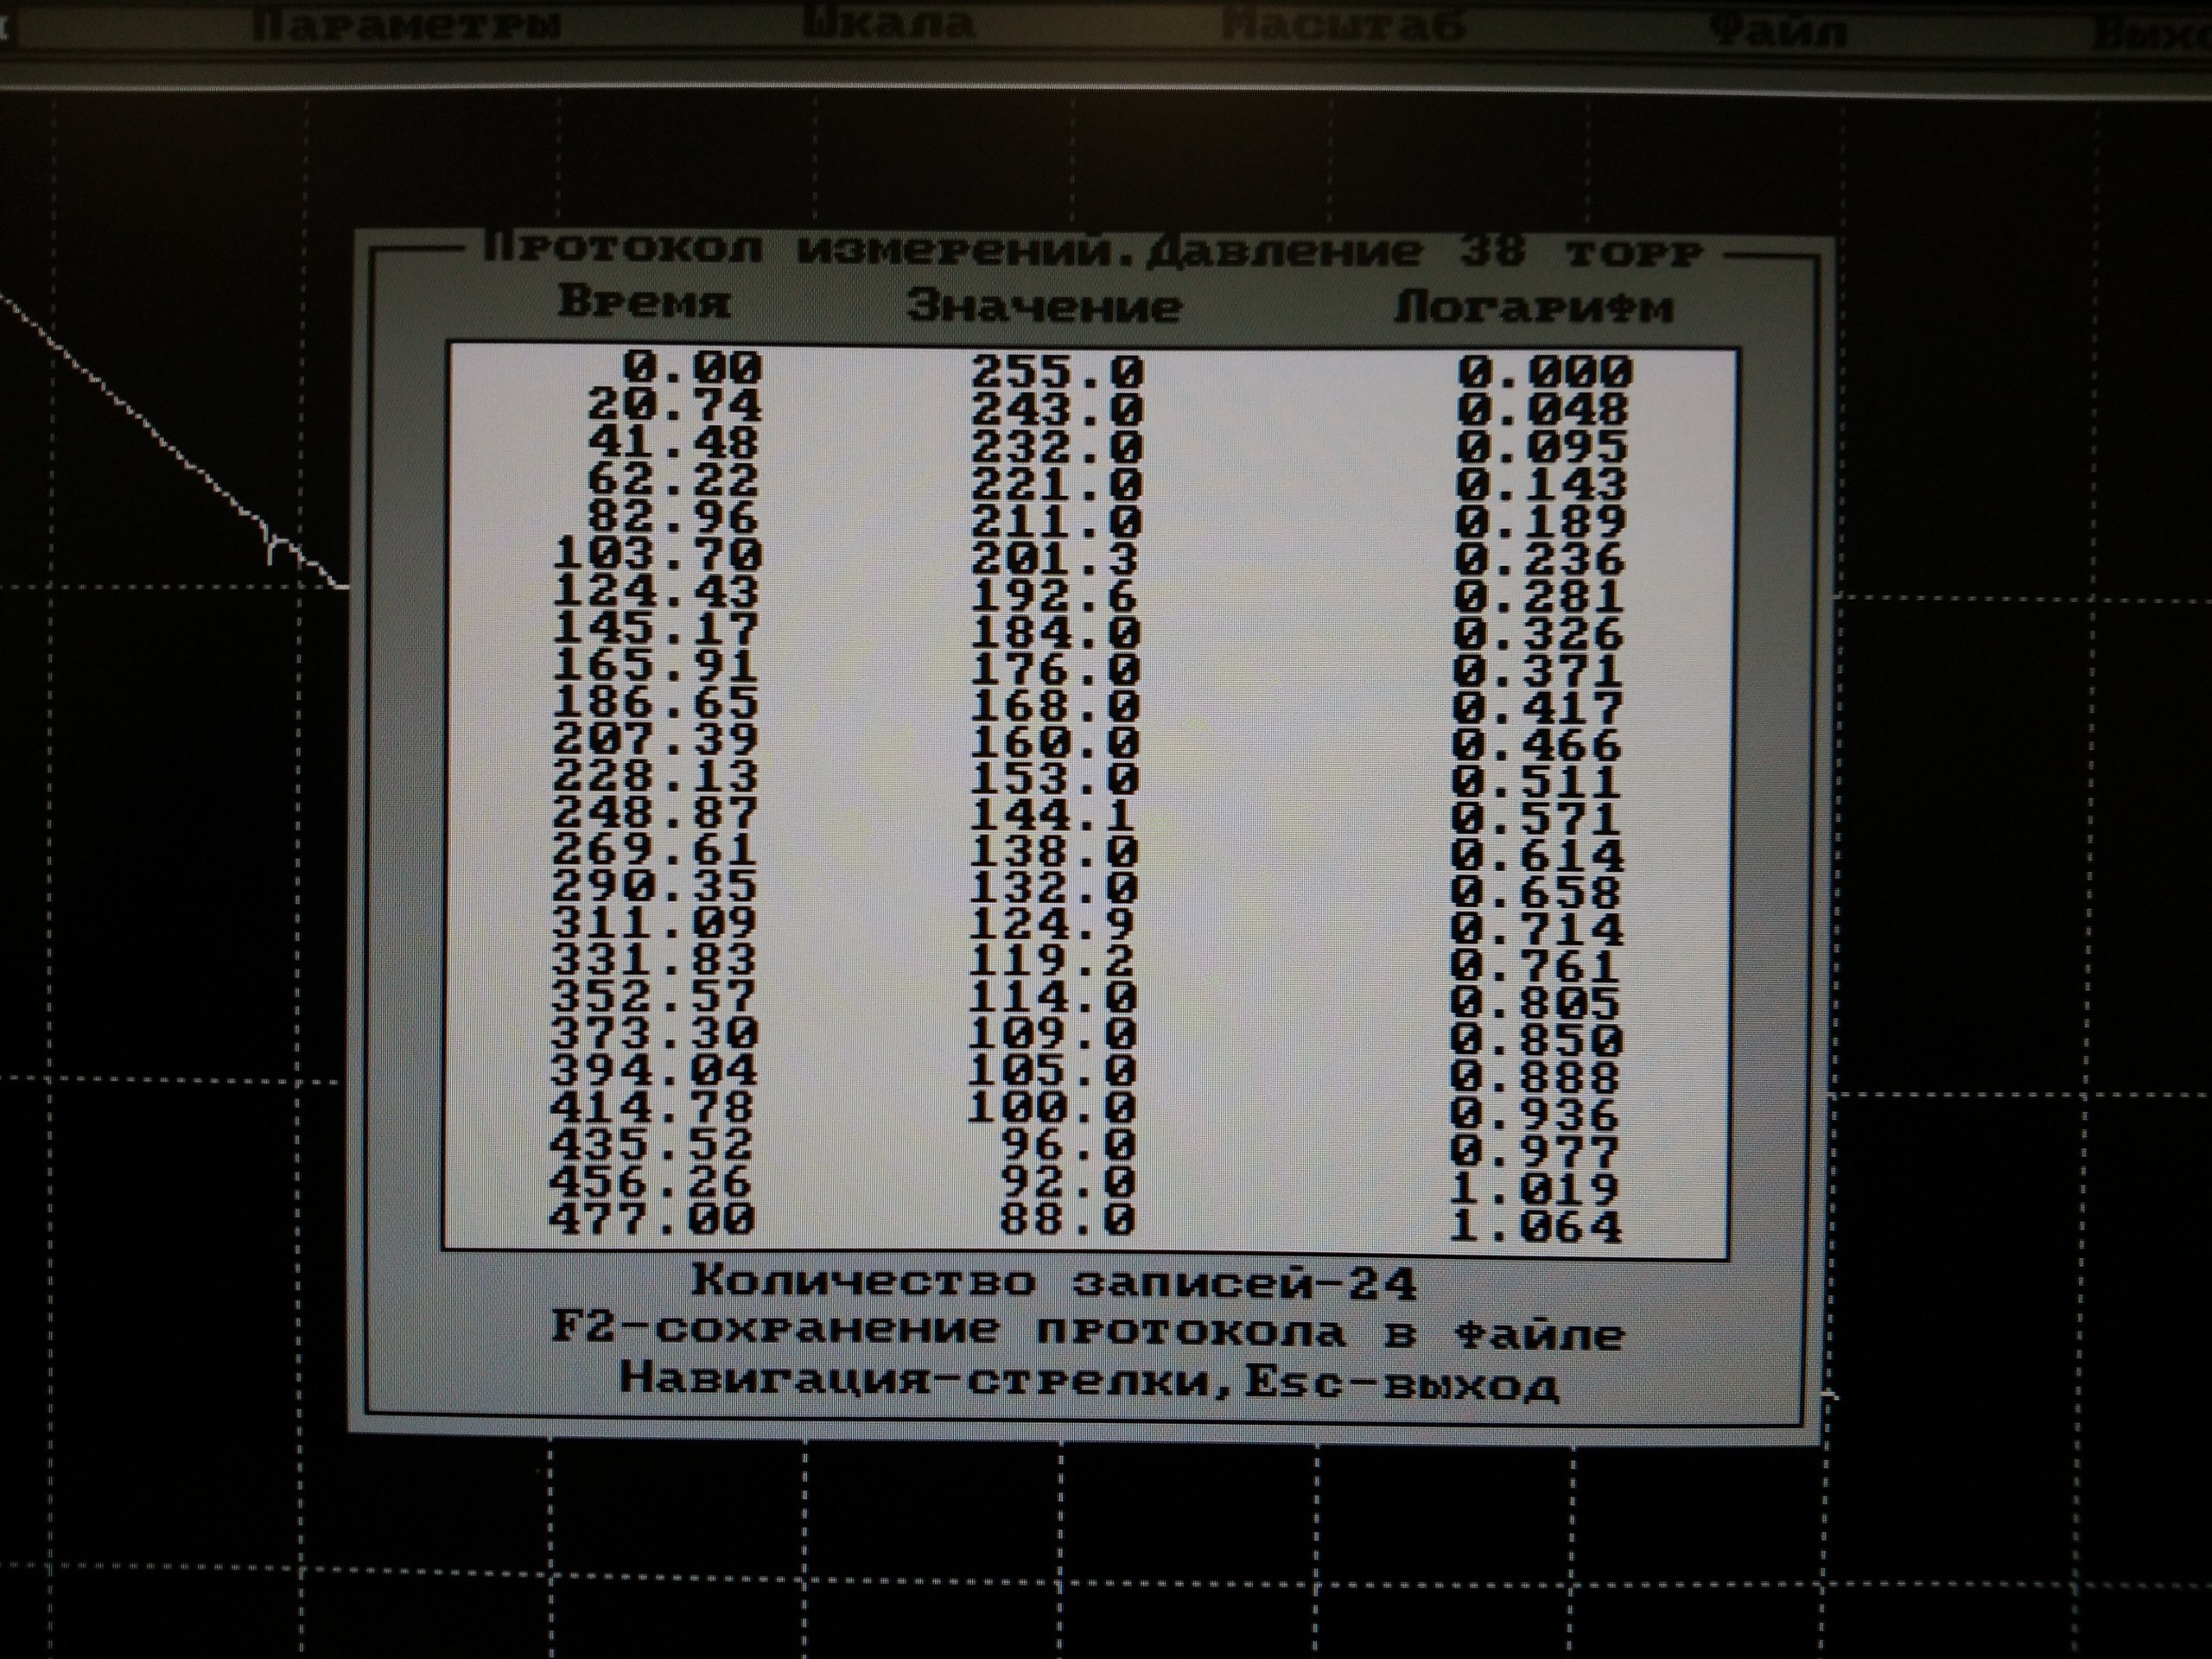 Параметры Шкала Масштаб Файл
Протокол измерений.Давление 38 торр
Время Значение Логарифм
0.00 255.0 0.000
20.74 243.0 0.048
41.48 232.0 0.095
62.22 221.0 0.143
82.96 211.0 0.189
103.70 201.3 0.236
124.43 192.6 0.281
145.17 184.0 0.326
165.91 176.0 0.371
186.65 168.0 0.417
207.39 160.0 0.466
228.13 153.0 0.511
248.87 144.1 0.571
269.61 138.0 0.614
290.35 132.0 0.658
311.09 124.9 0.714
331.83 119.2 0.761
352.57 114.0 0.805
373.30 109.0 0.850
394.04 105.0 0.888
414.78 100.0 0.936
435.52 96.0 0.977
456.26 92.0 1.019
477.00 88.0 1.064
Количество записей-24
F2-сохранение протокола в файле
Навигация-стрелки,Esc-выход